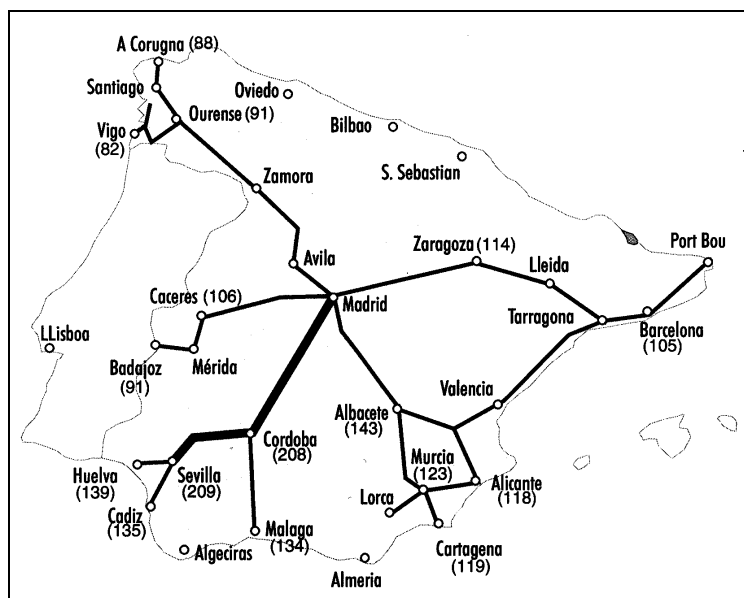 A Corugna (88)
Santiago
Oviedo
Ourense (91)
Bilbao
Vigo
(82)
S. Sebastian
Zamora
Zaragoza (114)
Port Bou
Avila
Lleida
Caceres (106)
Madrid
Tarragona
LLisboa
Barcelona
(105)
Badajoz
(91)
Mérida
Valencia
Albacete
(143)
Cordoba
(208)
Murcia
(123)
Huelva
(139)
Sevilla
(209)
Alicante
(118)
Lorca
Cadiz
(135)
Malaga
(134)
Cartagena
(119)
Algeciras
Almeria